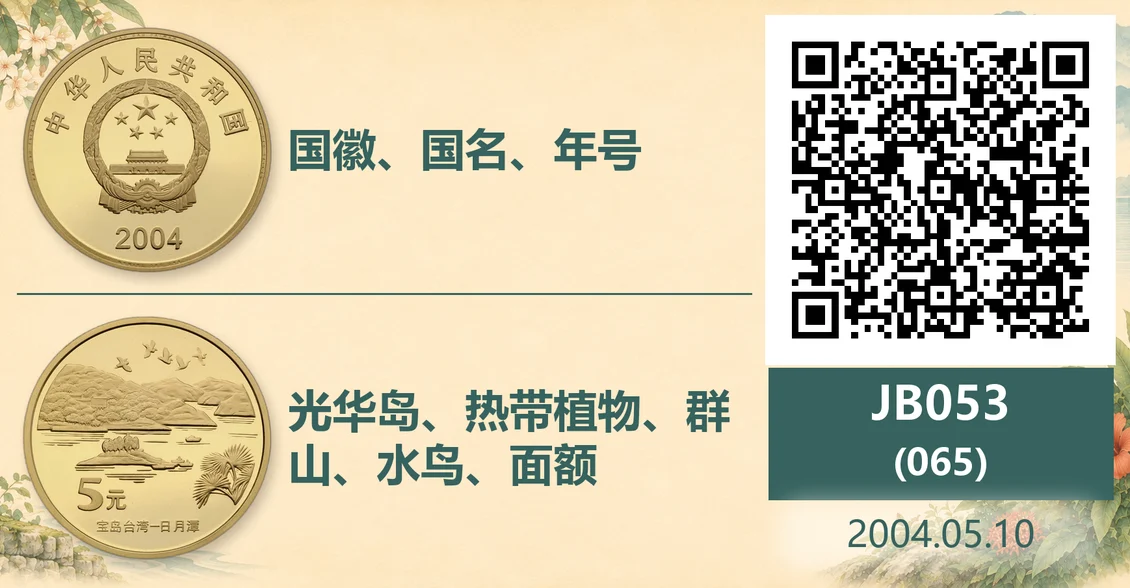 中华人民共和国
2004
国徽、国名、年号
5元
宝岛台湾一日月潭
光华岛、热带植物、群
山、水鸟、面额
JB053
(065)
2004.05.10